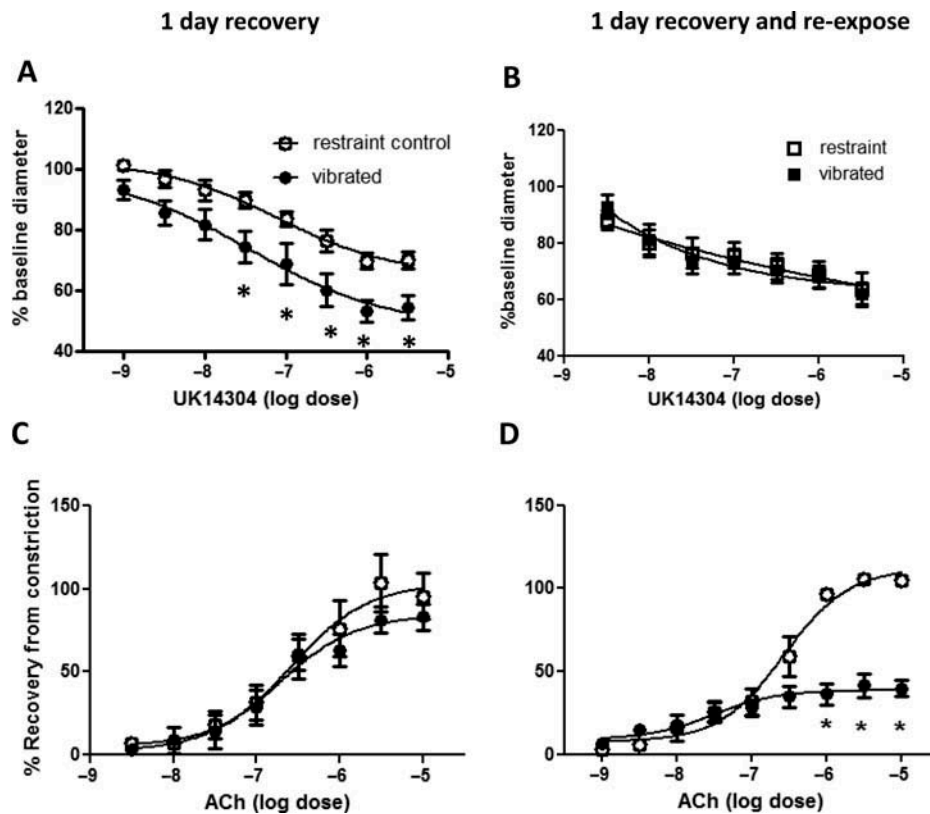 1 day recovery
1 day recovery and re-expose
A
120
100
80
60
40
% baseline diameter
restraint control
vibrated
*
*
*
*
*
–9
–8
–7
–6
–5
UK14304 (log dose)
B
120
100
80
60
40
%baseline diameter
restraint
vibrated
–9
–8
–7
–6
–5
UK14304 (log dose)
C
150
100
50
0
% Recovery from constriction
–9
–8
–7
–6
–5
ACh (log dose)
D
150
100
50
0
*
*
*
–9
–8
–7
–6
–5
ACh (log dose)